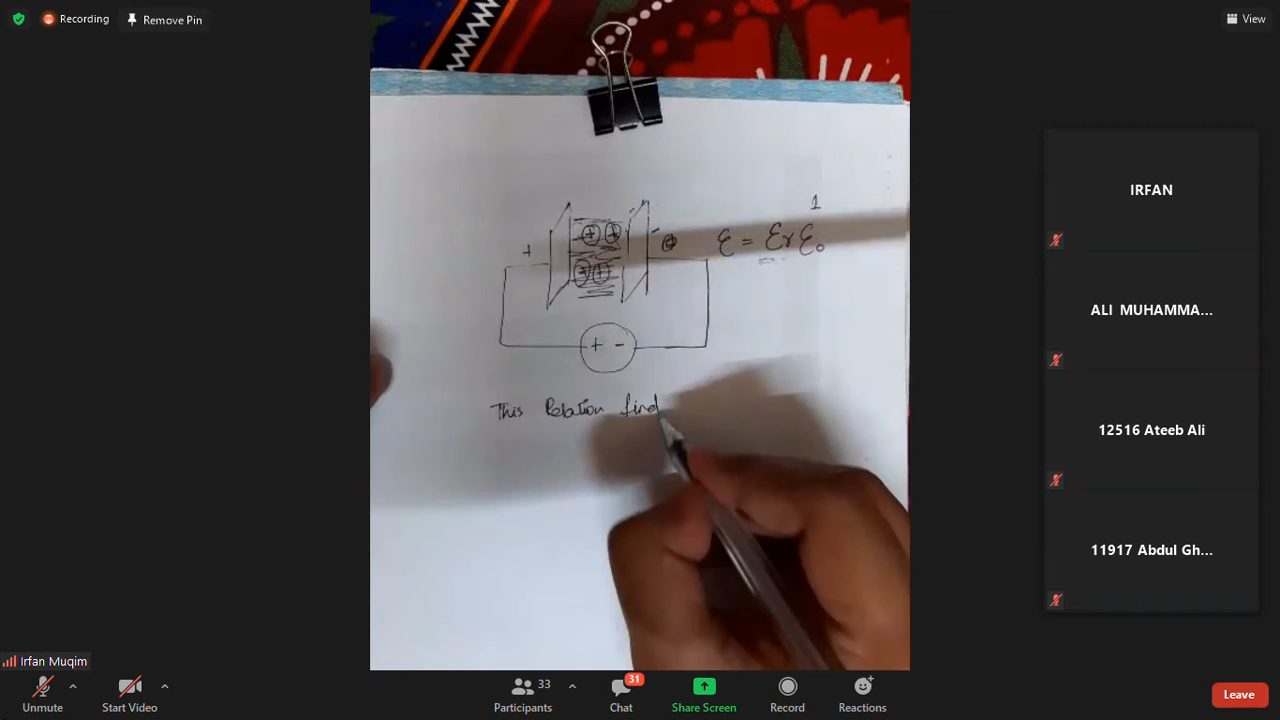 Recording
Remove Pin
View
1
ε = εr ε₀
+
+ +
+ +
+ -
This Relation find
IRFAN
ALI MUHAMMA...
12516 Ateeb Ali
11917 Abdul Gh...
Irfan Muqim
Unmute
Start Video
33
Participants
31
Chat
Share Screen
Record
Reactions
Leave